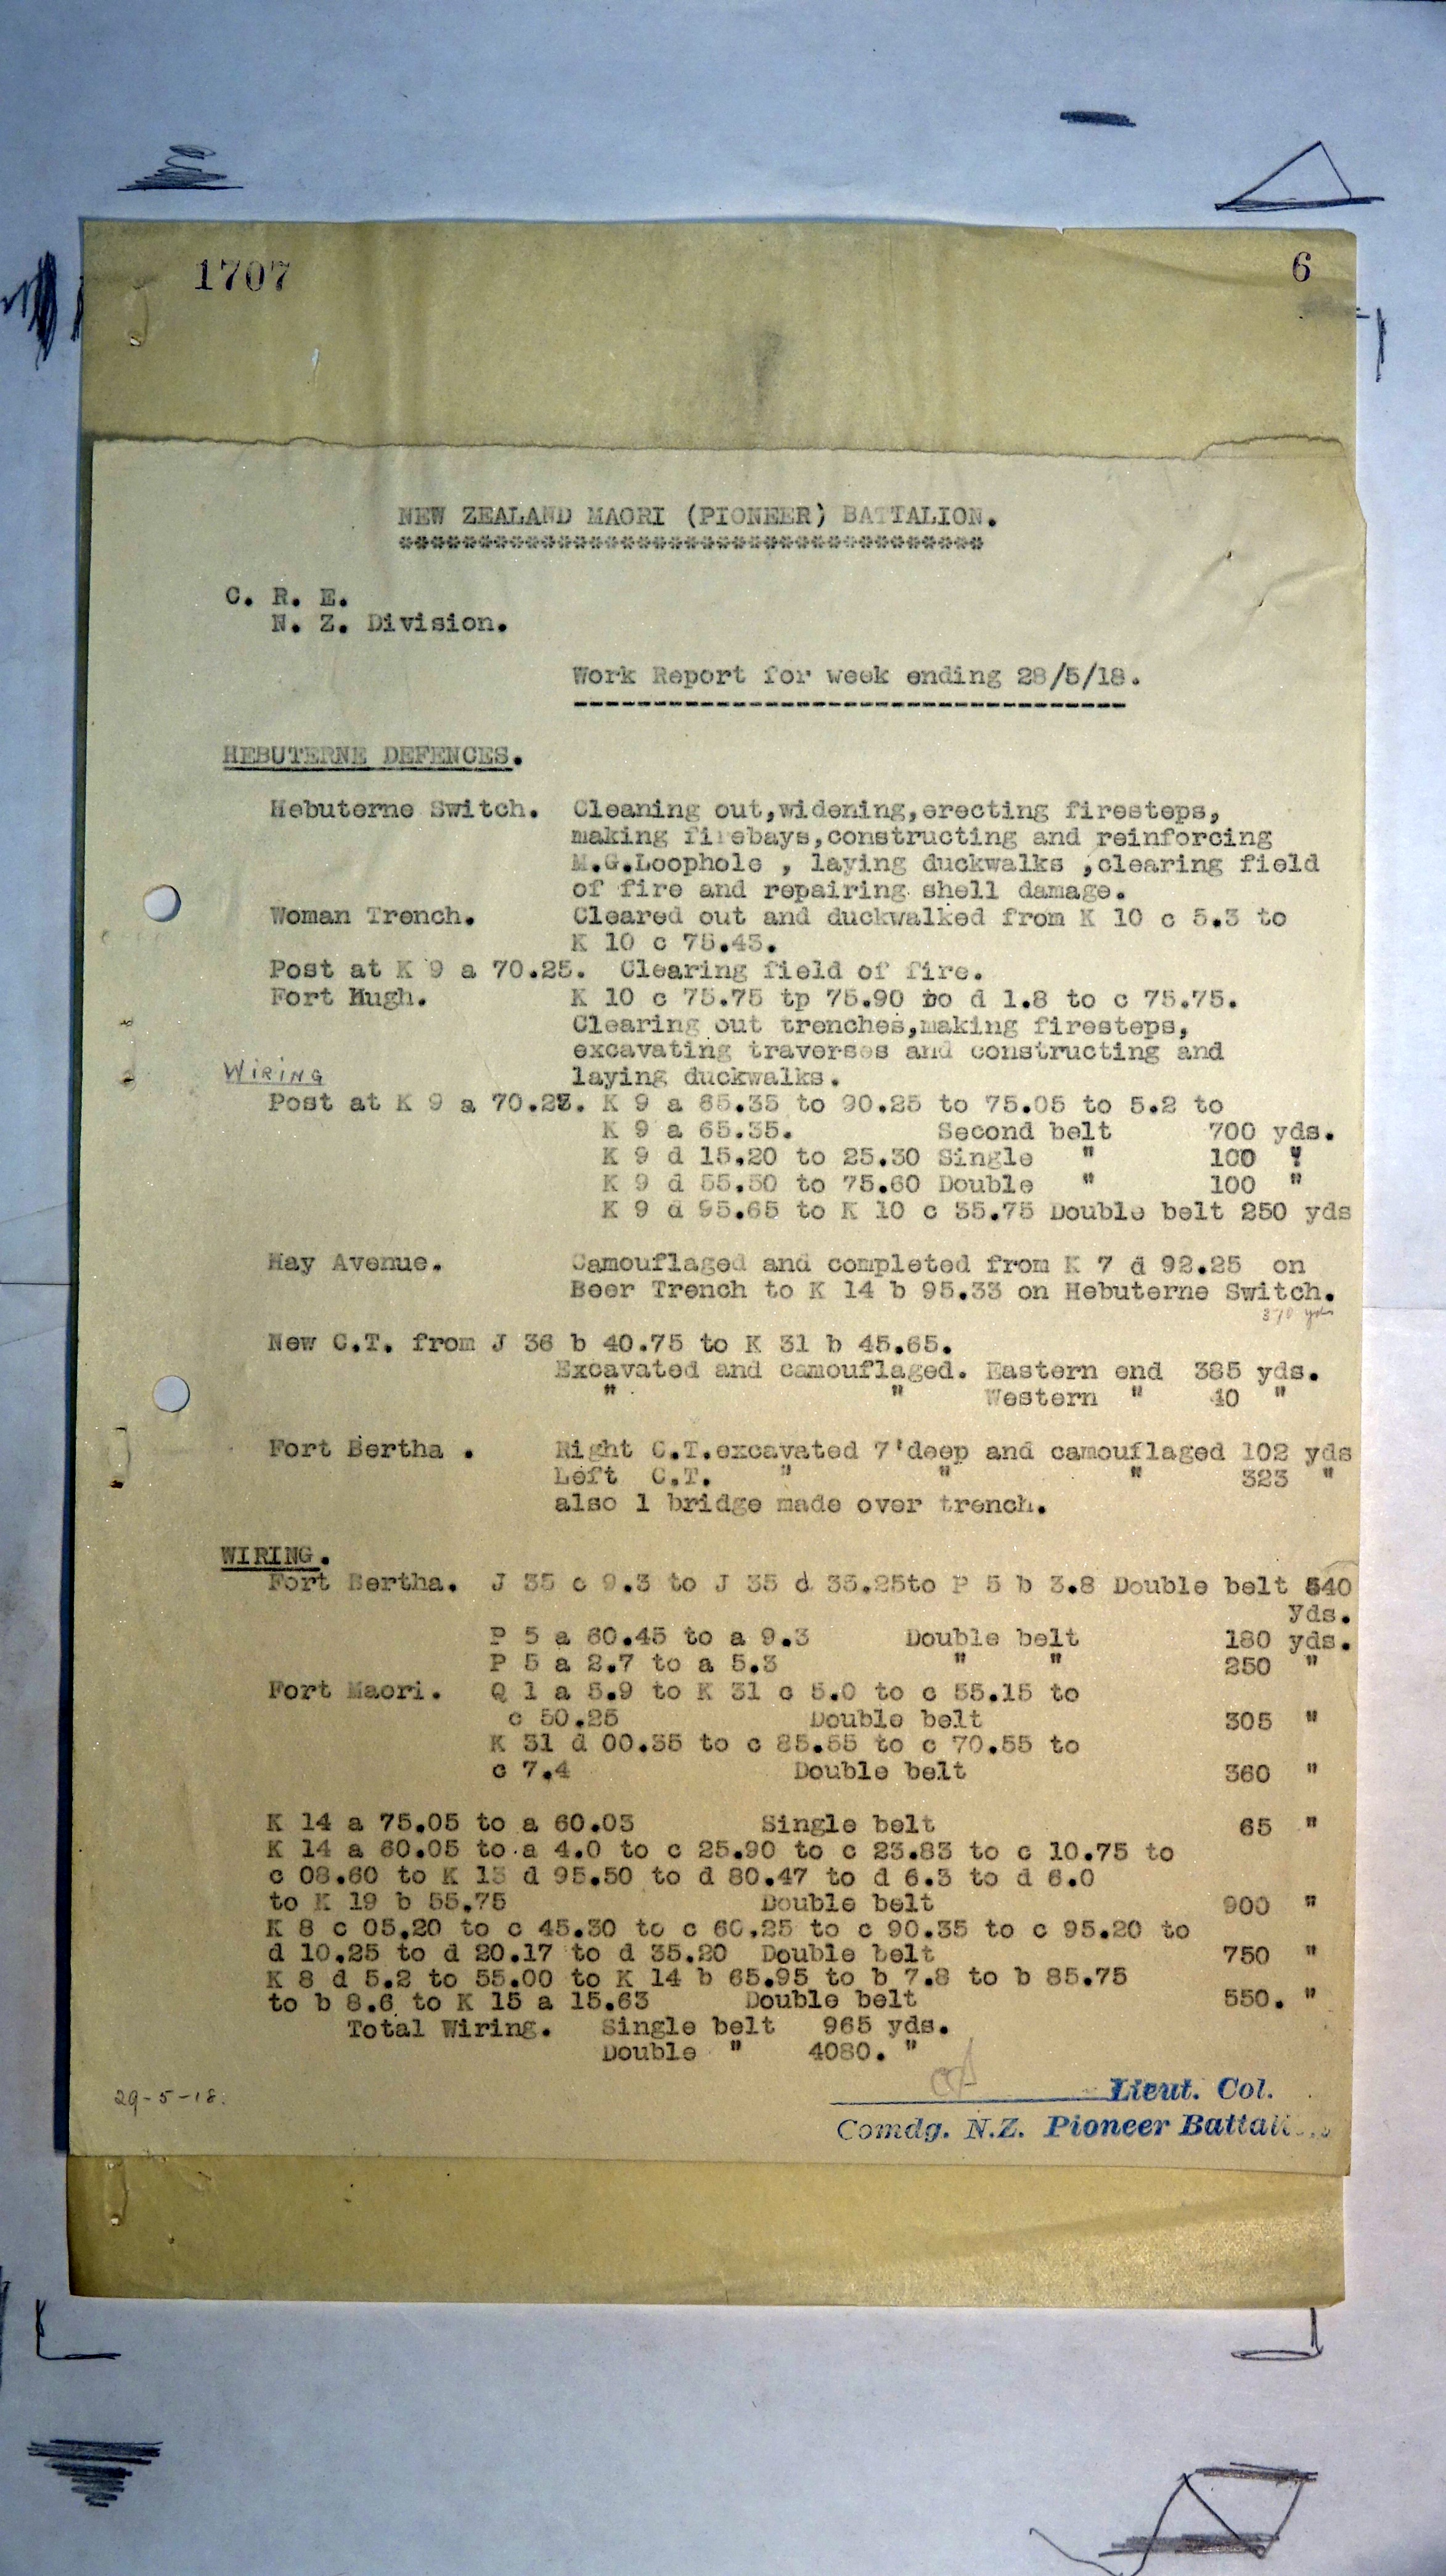 1707 6
NEW ZEALAND MAORI (PIONEER) BATTALION.
*************************************
C. R. E.
N. Z. Division.
Work Report for week ending 28/5/18.
-----------------------------------
HEBUTERNE DEFENCES.
Hebuterne Switch. Cleaning out,widening,erecting firesteps,
making firebays,constructing and reinforcing
M.G.Loophole , laying duckwalks ,clearing field
of fire and repairing shell damage.
Woman Trench. Cleared out and duckwalked from K 10 c 5.3 to
K 10 c 75.43.
Post at K 9 a 70.25. Clearing field of fire.
Fort Hugh. K 10 c 75.75 tp 75.90 to d 1.8 to c 75.75.
Clearing out trenches,making firesteps,
excavating traverses and constructing and
WIRING laying duckwalks.
Post at K 9 a 70.25. K 9 a 65.35 to 90.25 to 75.05 to 5.2 to
K 9 a 65.35. Second belt 700 yds.
K 9 d 15.20 to 25.30 Single " 100 "
K 9 d 55.50 to 75.60 Double " 100 "
K 9 d 95.65 to K 10 c 35.75 Double belt 250 yds
Hay Avenue. Camouflaged and completed from K 7 d 92.25 on
Beer Trench to K 14 b 95.33 on Hebuterne Switch.
370 yds
New C.T. from J 36 b 40.75 to K 31 b 45.65.
Excavated and camouflaged. Eastern end 385 yds.
" " Western " 40 "
Fort Bertha . Right C.T.excavated 7'deep and camouflaged 102 yds
Left C.T. " " " 323 "
also 1 bridge made over trench.
WIRING.
Fort Bertha. J 35 c 9.3 to J 35 d 35.25to P 5 b 3.8 Double belt 540
yds.
P 5 a 60.45 to a 9.3 Double belt 180 yds.
P 5 a 2.7 to a 5.3 " " 250 "
Fort Maori. Q 1 a 5.9 to K 31 c 5.0 to c 55.15 to
c 50.25 Double belt 305 "
K 31 d 00.35 to c 85.55 to c 70.55 to
c 7.4 Double belt 360 "
K 14 a 75.05 to a 60.05 Single belt 65 "
K 14 a 60.05 to a 4.0 to c 25.90 to c 23.83 to c 10.75 to
c 08.60 to K 13 d 95.50 to d 80.47 to d 6.3 to d 6.0
to K 19 b 55.75 Double belt 900 "
K 8 c 05.20 to c 45.30 to c 60.25 to c 90.35 to c 95.20 to
d 10.25 to d 20.17 to d 35.20 Double belt 750 "
K 8 d 5.2 to 55.00 to K 14 b 65.95 to b 7.8 to b 85.75
to b 8.6 to K 15 a 15.63 Double belt 550. "
Total Wiring. Single belt 965 yds.
Double " 4080. "
29-5-18. Lieut. Col.
Comdg. N.Z. Pioneer Battalion